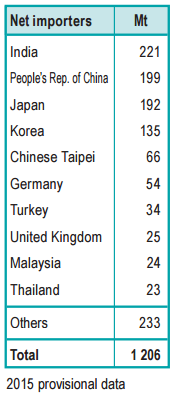 Net importers Mt
India 221
People's Rep. of China 199
Japan 192
Korea 135
Chinese Taipei 66
Germany 54
Turkey 34
United Kingdom 25
Malaysia 24
Thailand 23
Others 233
Total 1 206
2015 provisional data